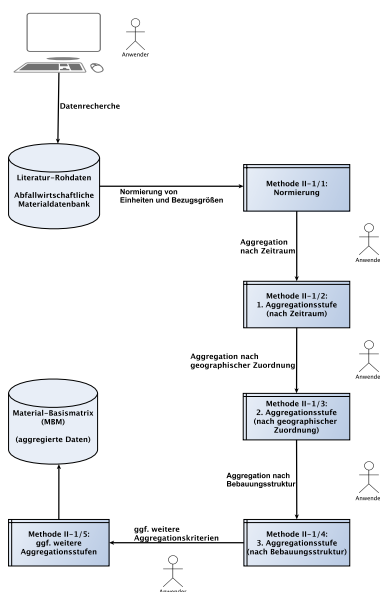 Anwender
Datenrecherche
Literatur-Rohdaten
Abfallwirtschaftliche
Materialdatenbank
Normierung von
Einheiten und Bezugsgrößen
Methode II-1/1:
Normierung
Aggregation
nach Zeitraum
Anwende
Methode II-1/2:
1. Aggregationsstufe
(nach Zeitraum)
Aggregation nach
geographischer Zuordnung
Anwende
Methode II-1/3:
2. Aggregationsstufe
(nach geographischer
Zuordnung)
Material-Basismatrix
(MBM)
(aggregierte Daten)
Aggregation nach
Bebauungsstruktur
Anwende
Methode II-1/4:
3. Aggregationsstufe
(nach Bebauungsstruktur)
ggf. weitere
Aggregationskriterien
Methode II-1/5:
ggf. weitere
Aggregationsstufen
Anwender